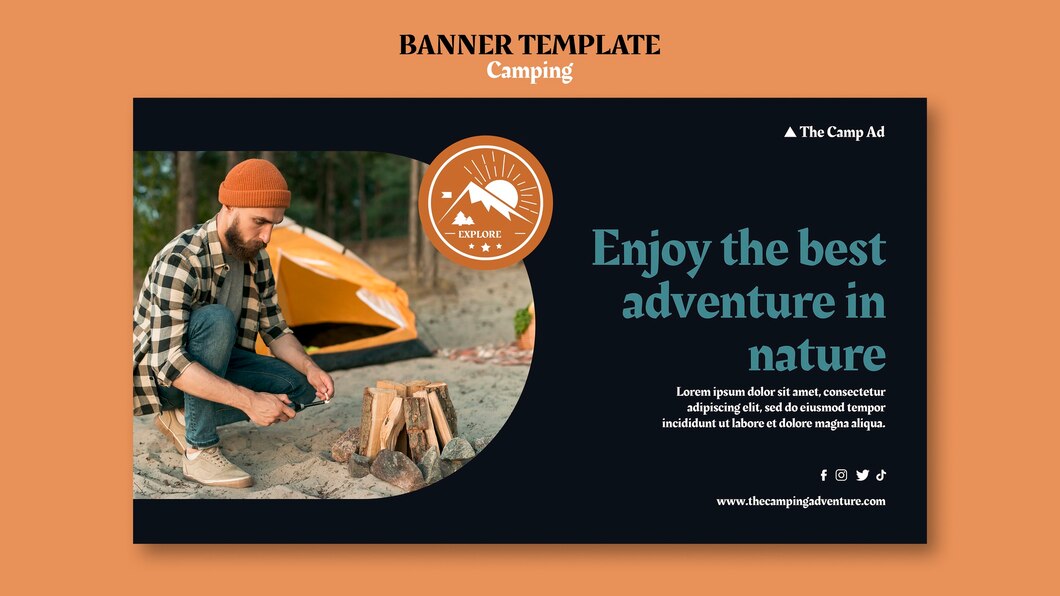 BANNER TEMPLATE
Camping
The Camp Ad
EXPLORE
Enjoy the best
adventure in
nature
Lorem ipsum dolor sit amet, consectetur
adipiscing elit, sed do eiusmod tempor
incididunt ut labore et dolore magna aliqua.
www.thecampingadventure.com